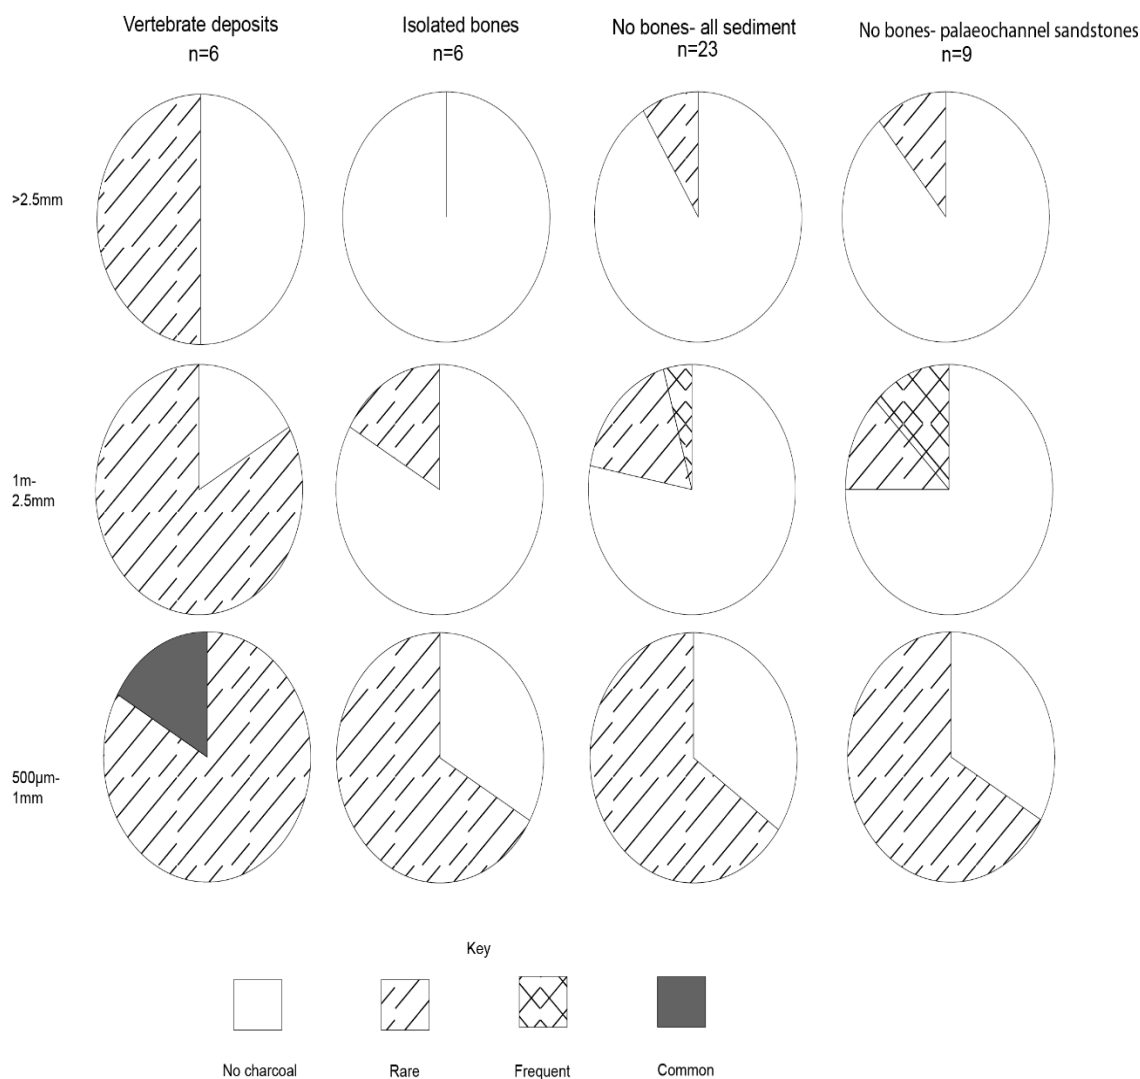 Vertebrate deposits
n=6
Isolated bones
n=6
No bones- all sediment
n=23
No bones- palaeochannel sandstones
n=9
>2.5mm
1m-
2.5mm
500µm-
1mm
Key
No charcoal
Rare
Frequent
Common